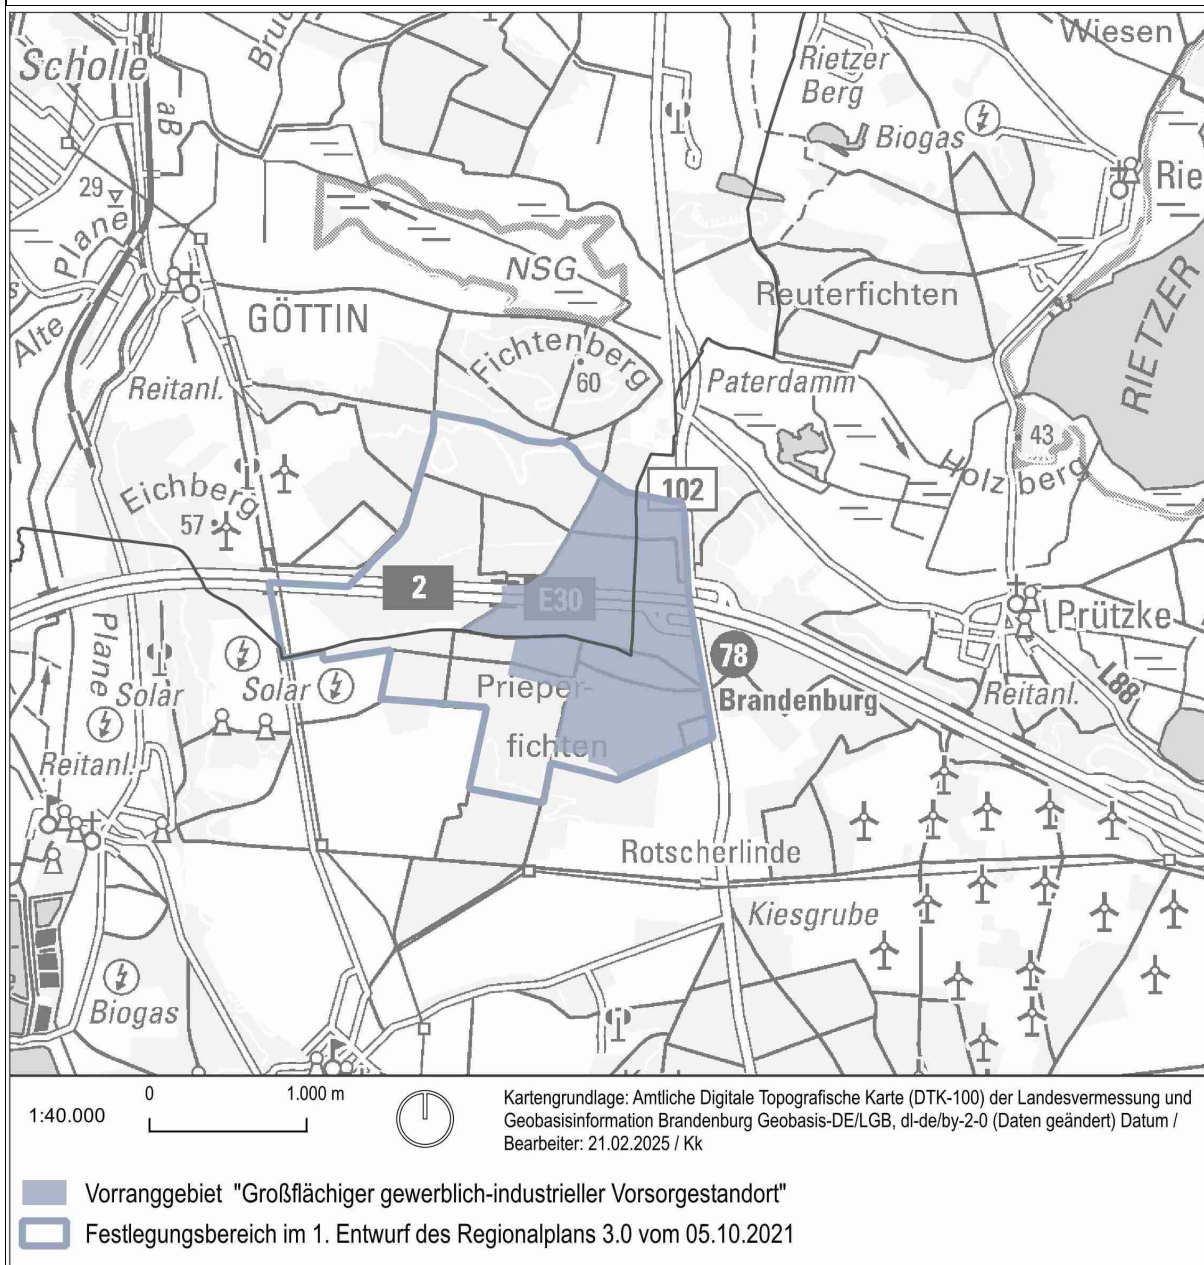 Wiesen
Scholle
Bruc
Rietzer
Berg
aB
Biogas
29
Rie
Plane
NSG
Reuterfichten
RIETZER
GÖTTIN
Alte
Fichtenberg
60
Paterdamm
Reitanl.
43
Holzberg
Eichberg
57
102
2
E30
Plane
Prützke
78
Solar
Solar
Prieper-
Brandenburg
Reitanl.
L88
fichten
Reitanl.
Rotscherlinde
Kiesgrube
Biogas
1:40.000
0
1.000 m
Kartengrundlage: Amtliche Digitale Topografische Karte (DTK-100) der Landesvermessung und
Geobasisinformation Brandenburg Geobasis-DE/LGB, dl-de/by-2-0 (Daten geändert) Datum /
Bearbeiter: 21.02.2025 / Kk
Vorranggebiet "Großflächiger gewerblich-industrieller Vorsorgestandort"
Festlegungsbereich im 1. Entwurf des Regionalplans 3.0 vom 05.10.2021